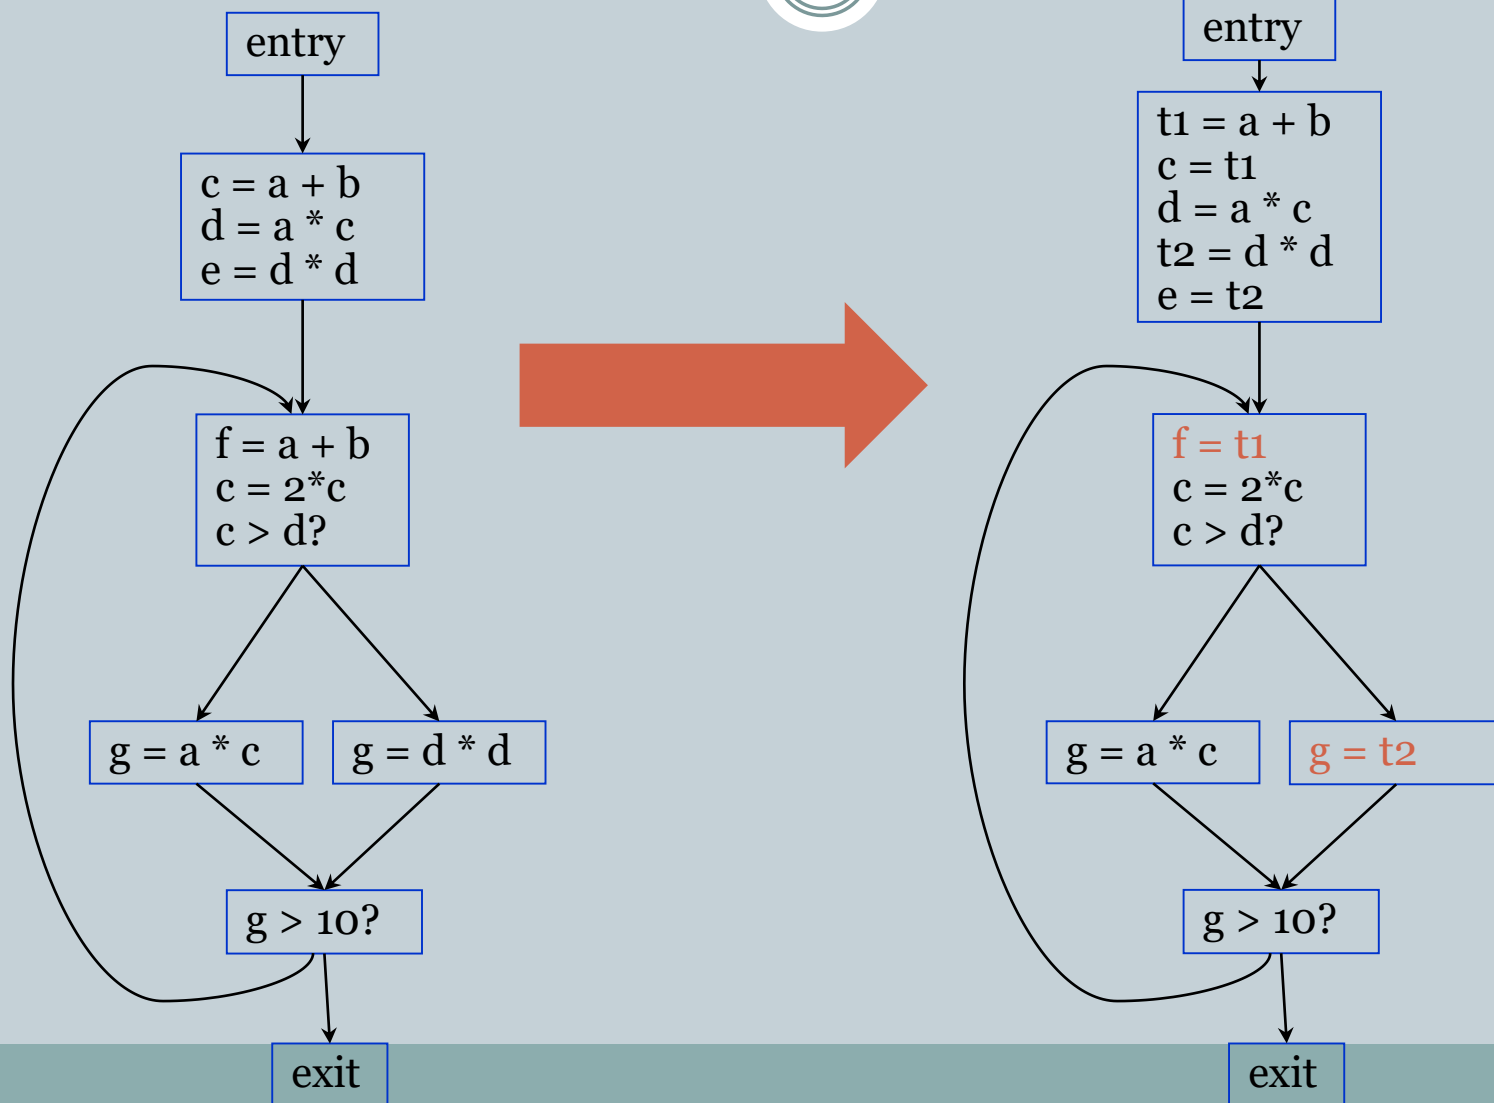 entry
c = a + b
d = a * c
e = d * d
f = a + b
c = 2*c
c > d?
g = a * c
g = d * d
g > 10?
exit
entry
t1 = a + b
c = t1
d = a * c
t2 = d * d
e = t2
f = t1
c = 2*c
c > d?
g = a * c
g = t2
g > 10?
exit